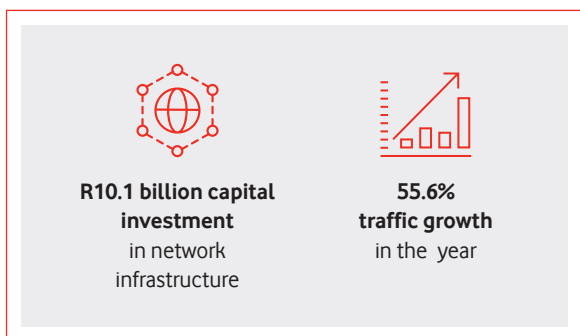 R10.1 billion capital
investment
in network
infrastructure
55.6%
traffic growth
in the year